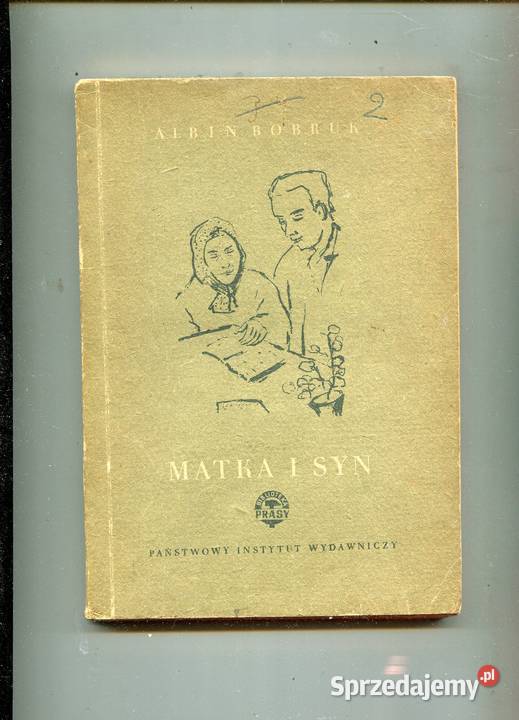 2
ALBIN BOBRUK
MATKA I SYN
BIBLIOTEKA
PRASY
PAŃSTWOWY INSTYTUT WYDAWNICZY
Sprzedajemy.pl